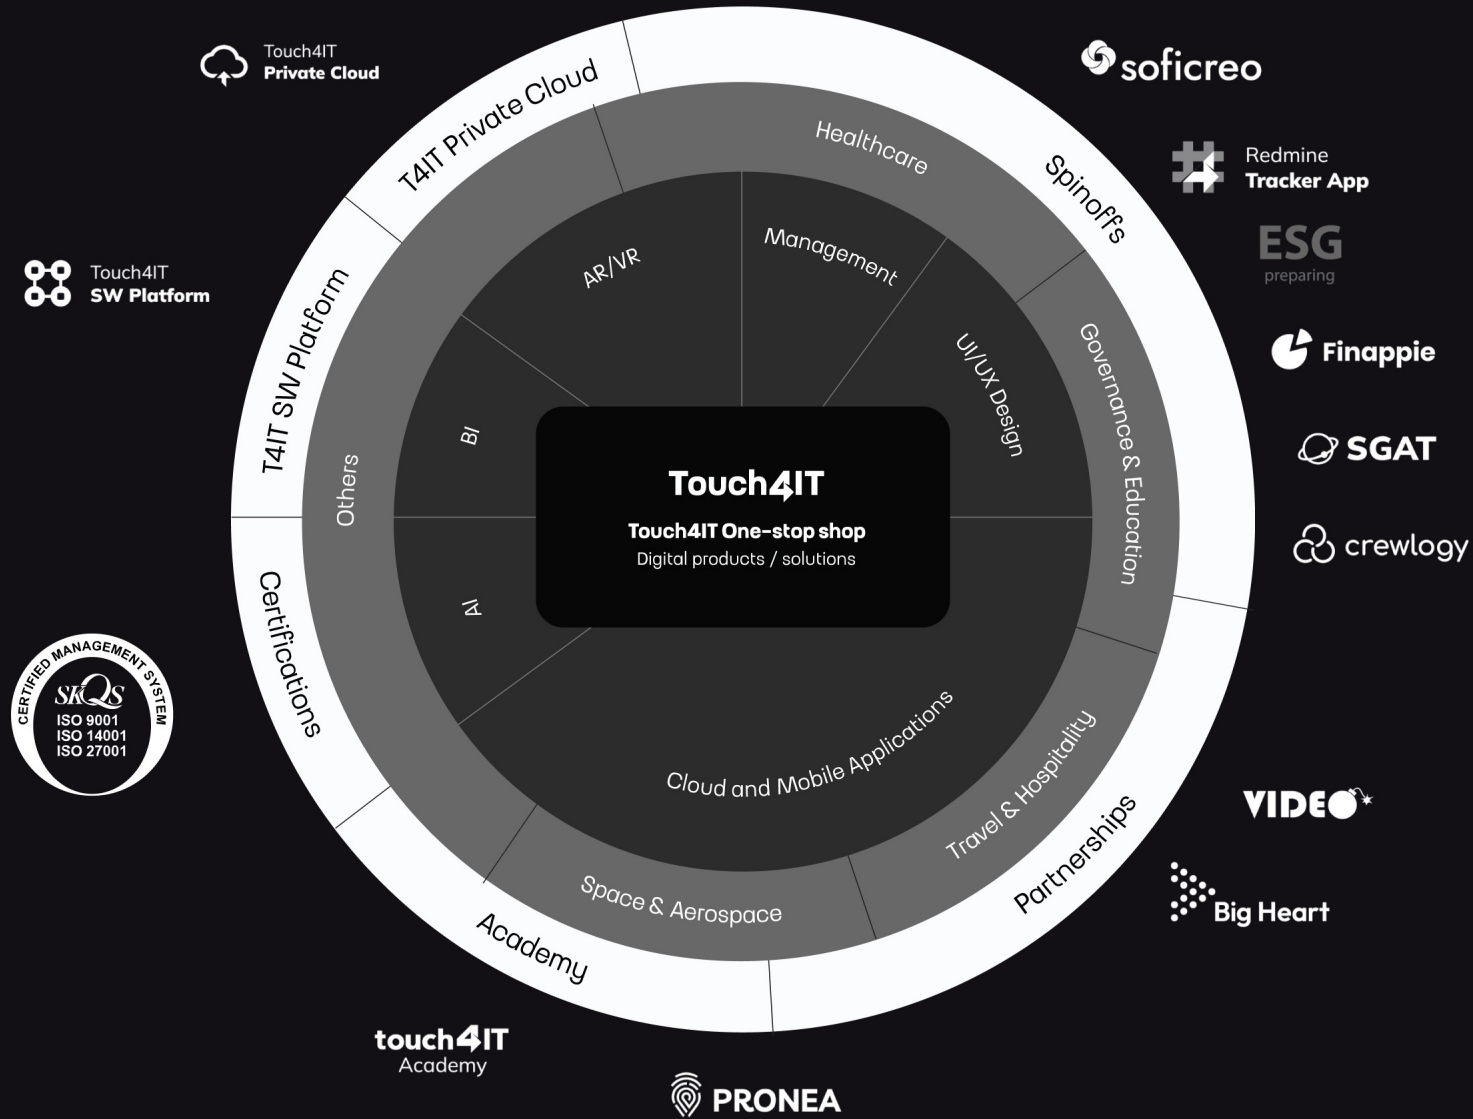 Touch4IT
Private Cloud
Touch4IT
SW Platform
CERTIFIED MANAGEMENT SYSTEM
SKQS
ISO 9001
ISO 14001
ISO 27001
touch4IT
Academy
PRONEA
T4IT Private Cloud
T4IT SW Platform
Certifications
Academy
Partnerships
Spinoffs
Healthcare
Governance & Education
Travel & Hospitality
Space & Aerospace
Others
AR/VR
Management
UI/UX Design
Cloud and Mobile Applications
AI
BI
Touch4IT
Touch4IT One-stop shop
Digital products / solutions
soficreo
Redmine
Tracker App
ESG
preparing
Finappie
SGAT
crewlogy
VIDEO
Big Heart